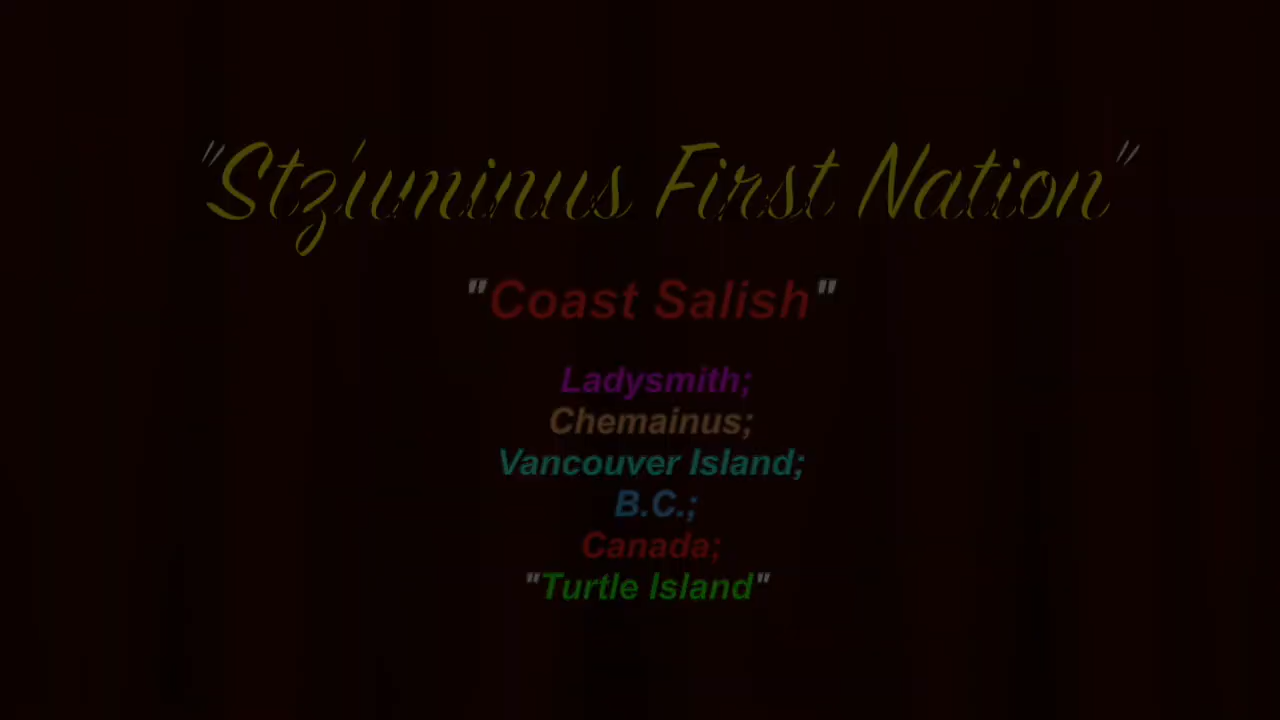 "Stz'uminus First Nation"
"Coast Salish"
Ladysmith;
Chemainus;
Vancouver Island;
B.C.;
Canada;
"Turtle Island"